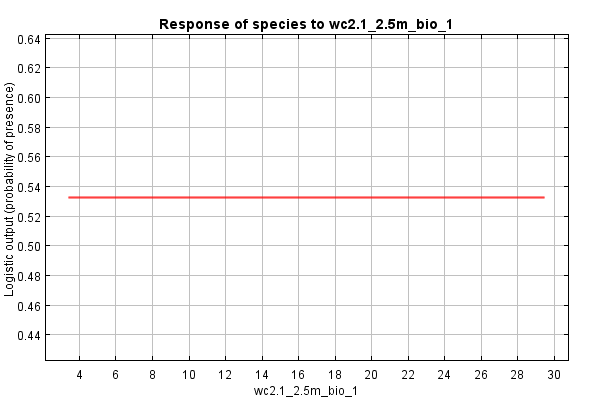 Response of species to wc2.1_2.5m_bio_1
Logistic output (probability of presence)
0.64
0.62
0.60
0.58
0.56
0.54
0.52
0.50
0.48
0.46
0.44
4 6 8 10 12 14 16 18 20 22 24 26 28 30
wc2.1_2.5m_bio_1